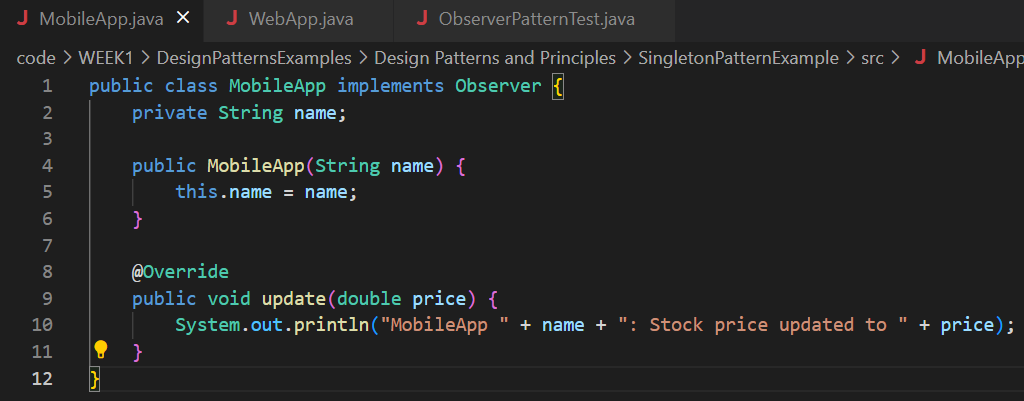 J MobileApp.java × J WebApp.java J ObserverPatternTest.java
code > WEEK1 > DesignPatternsExamples > Design Patterns and Principles > SingletonPatternExample > src > J MobileApp
1 public class MobileApp implements Observer {
2     private String name;
3
4     public MobileApp(String name) {
5         this.name = name;
6     }
7
8     @Override
9     public void update(double price) {
10         System.out.println("MobileApp " + name + ": Stock price updated to " + price);
11     }
12 }